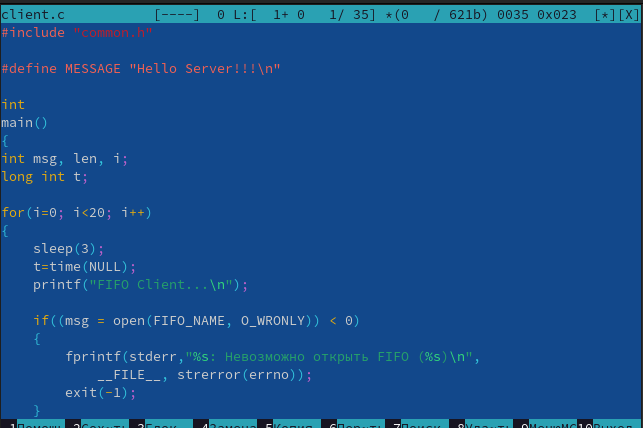 client.c [----] 0 L:[ 1+ 0 1/ 35] *(0 / 621b) 0035 0x023 [*][X]
#include "common.h"
#define MESSAGE "Hello Server!!!\n"
int
main()
{
int msg, len, i;
long int t;
for(i=0; i<20; i++)
{
sleep(3);
t=time(NULL);
printf("FIFO Client...\n");
if((msg = open(FIFO_NAME, O_WRONLY)) < 0)
{
fprintf(stderr,"%s: Невозможно открыть FIFO (%s)\n",
__FILE__, strerror(errno));
exit(-1);
}